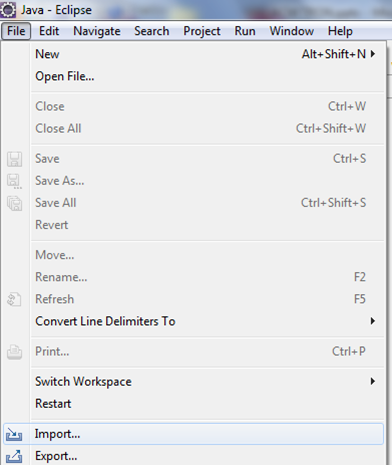 Java - Eclipse
File Edit Navigate Search Project Run Window Help
New Alt+Shift+N
Open File...
Close Ctrl+W
Close All Ctrl+Shift+W
Save Ctrl+S
Save As...
Save All Ctrl+Shift+S
Revert
Move...
Rename... F2
Refresh F5
Convert Line Delimiters To
Print... Ctrl+P
Switch Workspace
Restart
Import...
Export...